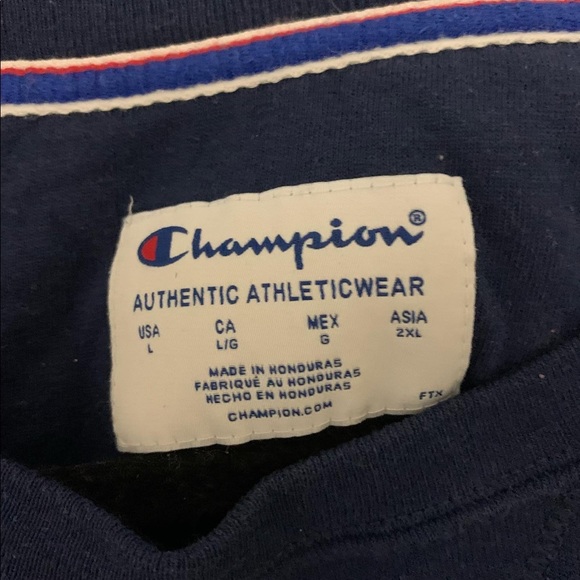 Champion®
AUTHENTIC ATHLETICWEAR
USA CA MEX ASIA
L L/G G 2XL
MADE IN HONDURAS
FABRIQUÉ AU HONDURAS
HECHO EN HONDURAS
CHAMPION.COM
FTX